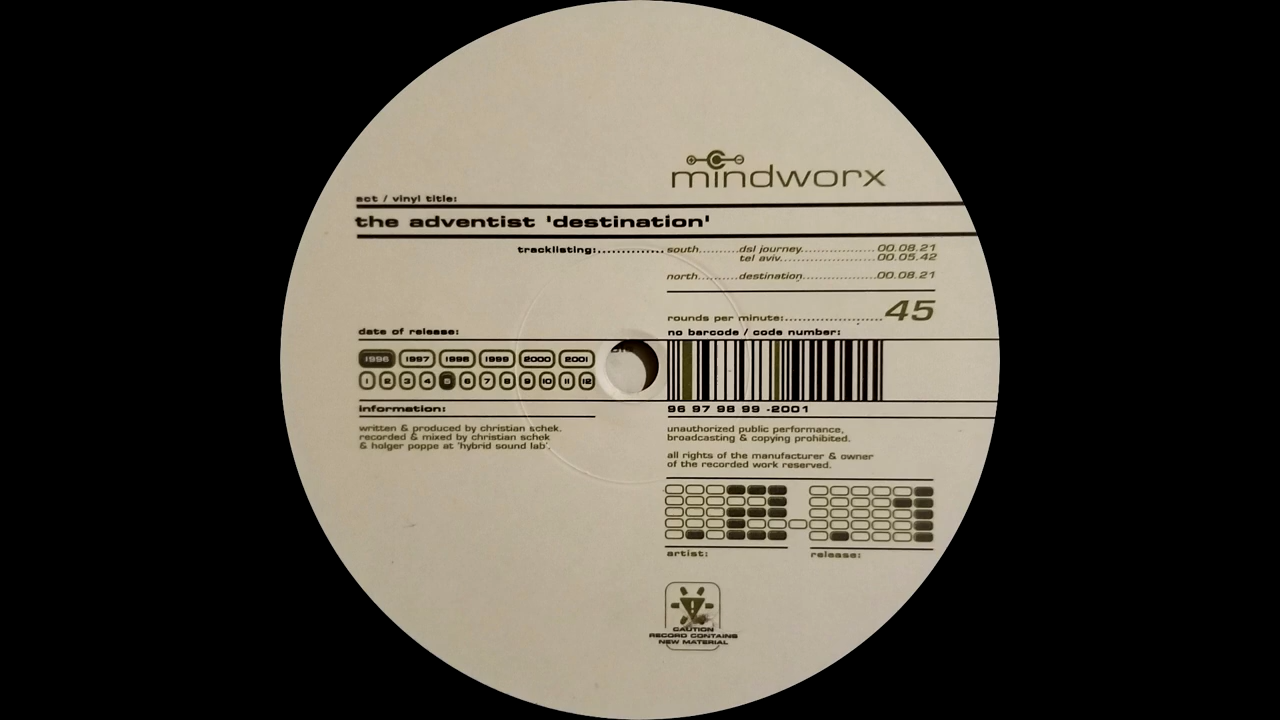 mindworx
act / vinyl title:
the adventist 'destination'
tracklisting:.............south.........dsl journey..................00.08.21
tel aviv.......................00.05.42
north.........destination..................00.08.21
rounds per minute:........................45
date of release:
no barcode / code number:
1996 1997 1998 1999 2000 2001
1 2 3 4 5 6 7 8 9 10 11 12
information:
96 97 98 99 -2001
written & produced by christian schek.
recorded & mixed by christian schek
& holger poppe at 'hybrid sound lab'.
unauthorized public performance,
broadcasting & copying prohibited.
all rights of the manufacturer & owner
of the recorded work reserved.
artist:
release:
CAUTION
RECORD CONTAINS
NEW MATERIAL